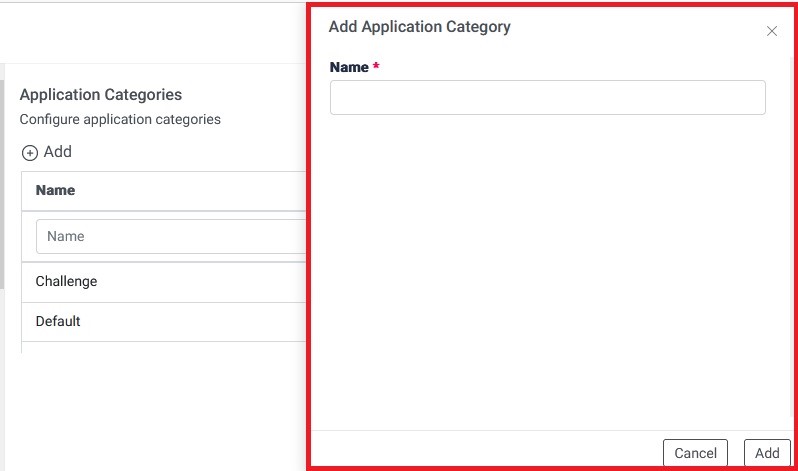 Application Categories
Configure application categories
Add
Name
Name
Challenge
Default
Add Application Category
Name *
Cancel
Add